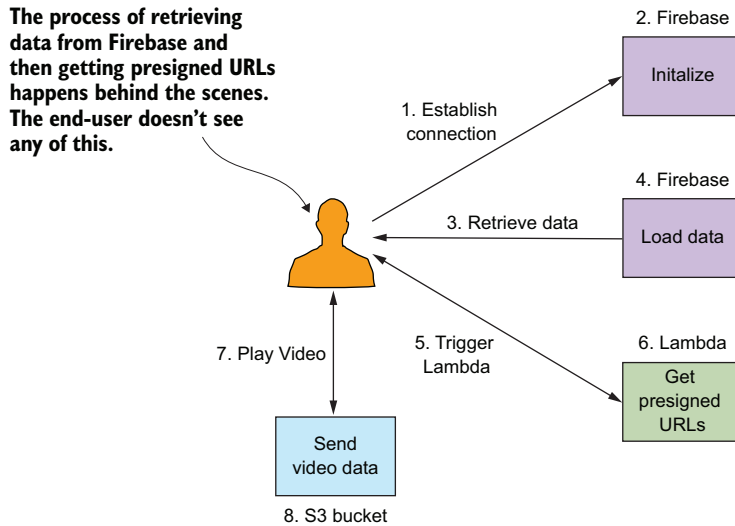 The process of retrieving
data from Firebase and
then getting presigned URLs
happens behind the scenes.
The end-user doesn't see
any of this.
2. Firebase
Initalize
1. Establish
connection
4. Firebase
Load data
3. Retrieve data
5. Trigger
Lambda
6. Lambda
Get
presigned
URLs
7. Play Video
Send
video data
8. S3 bucket